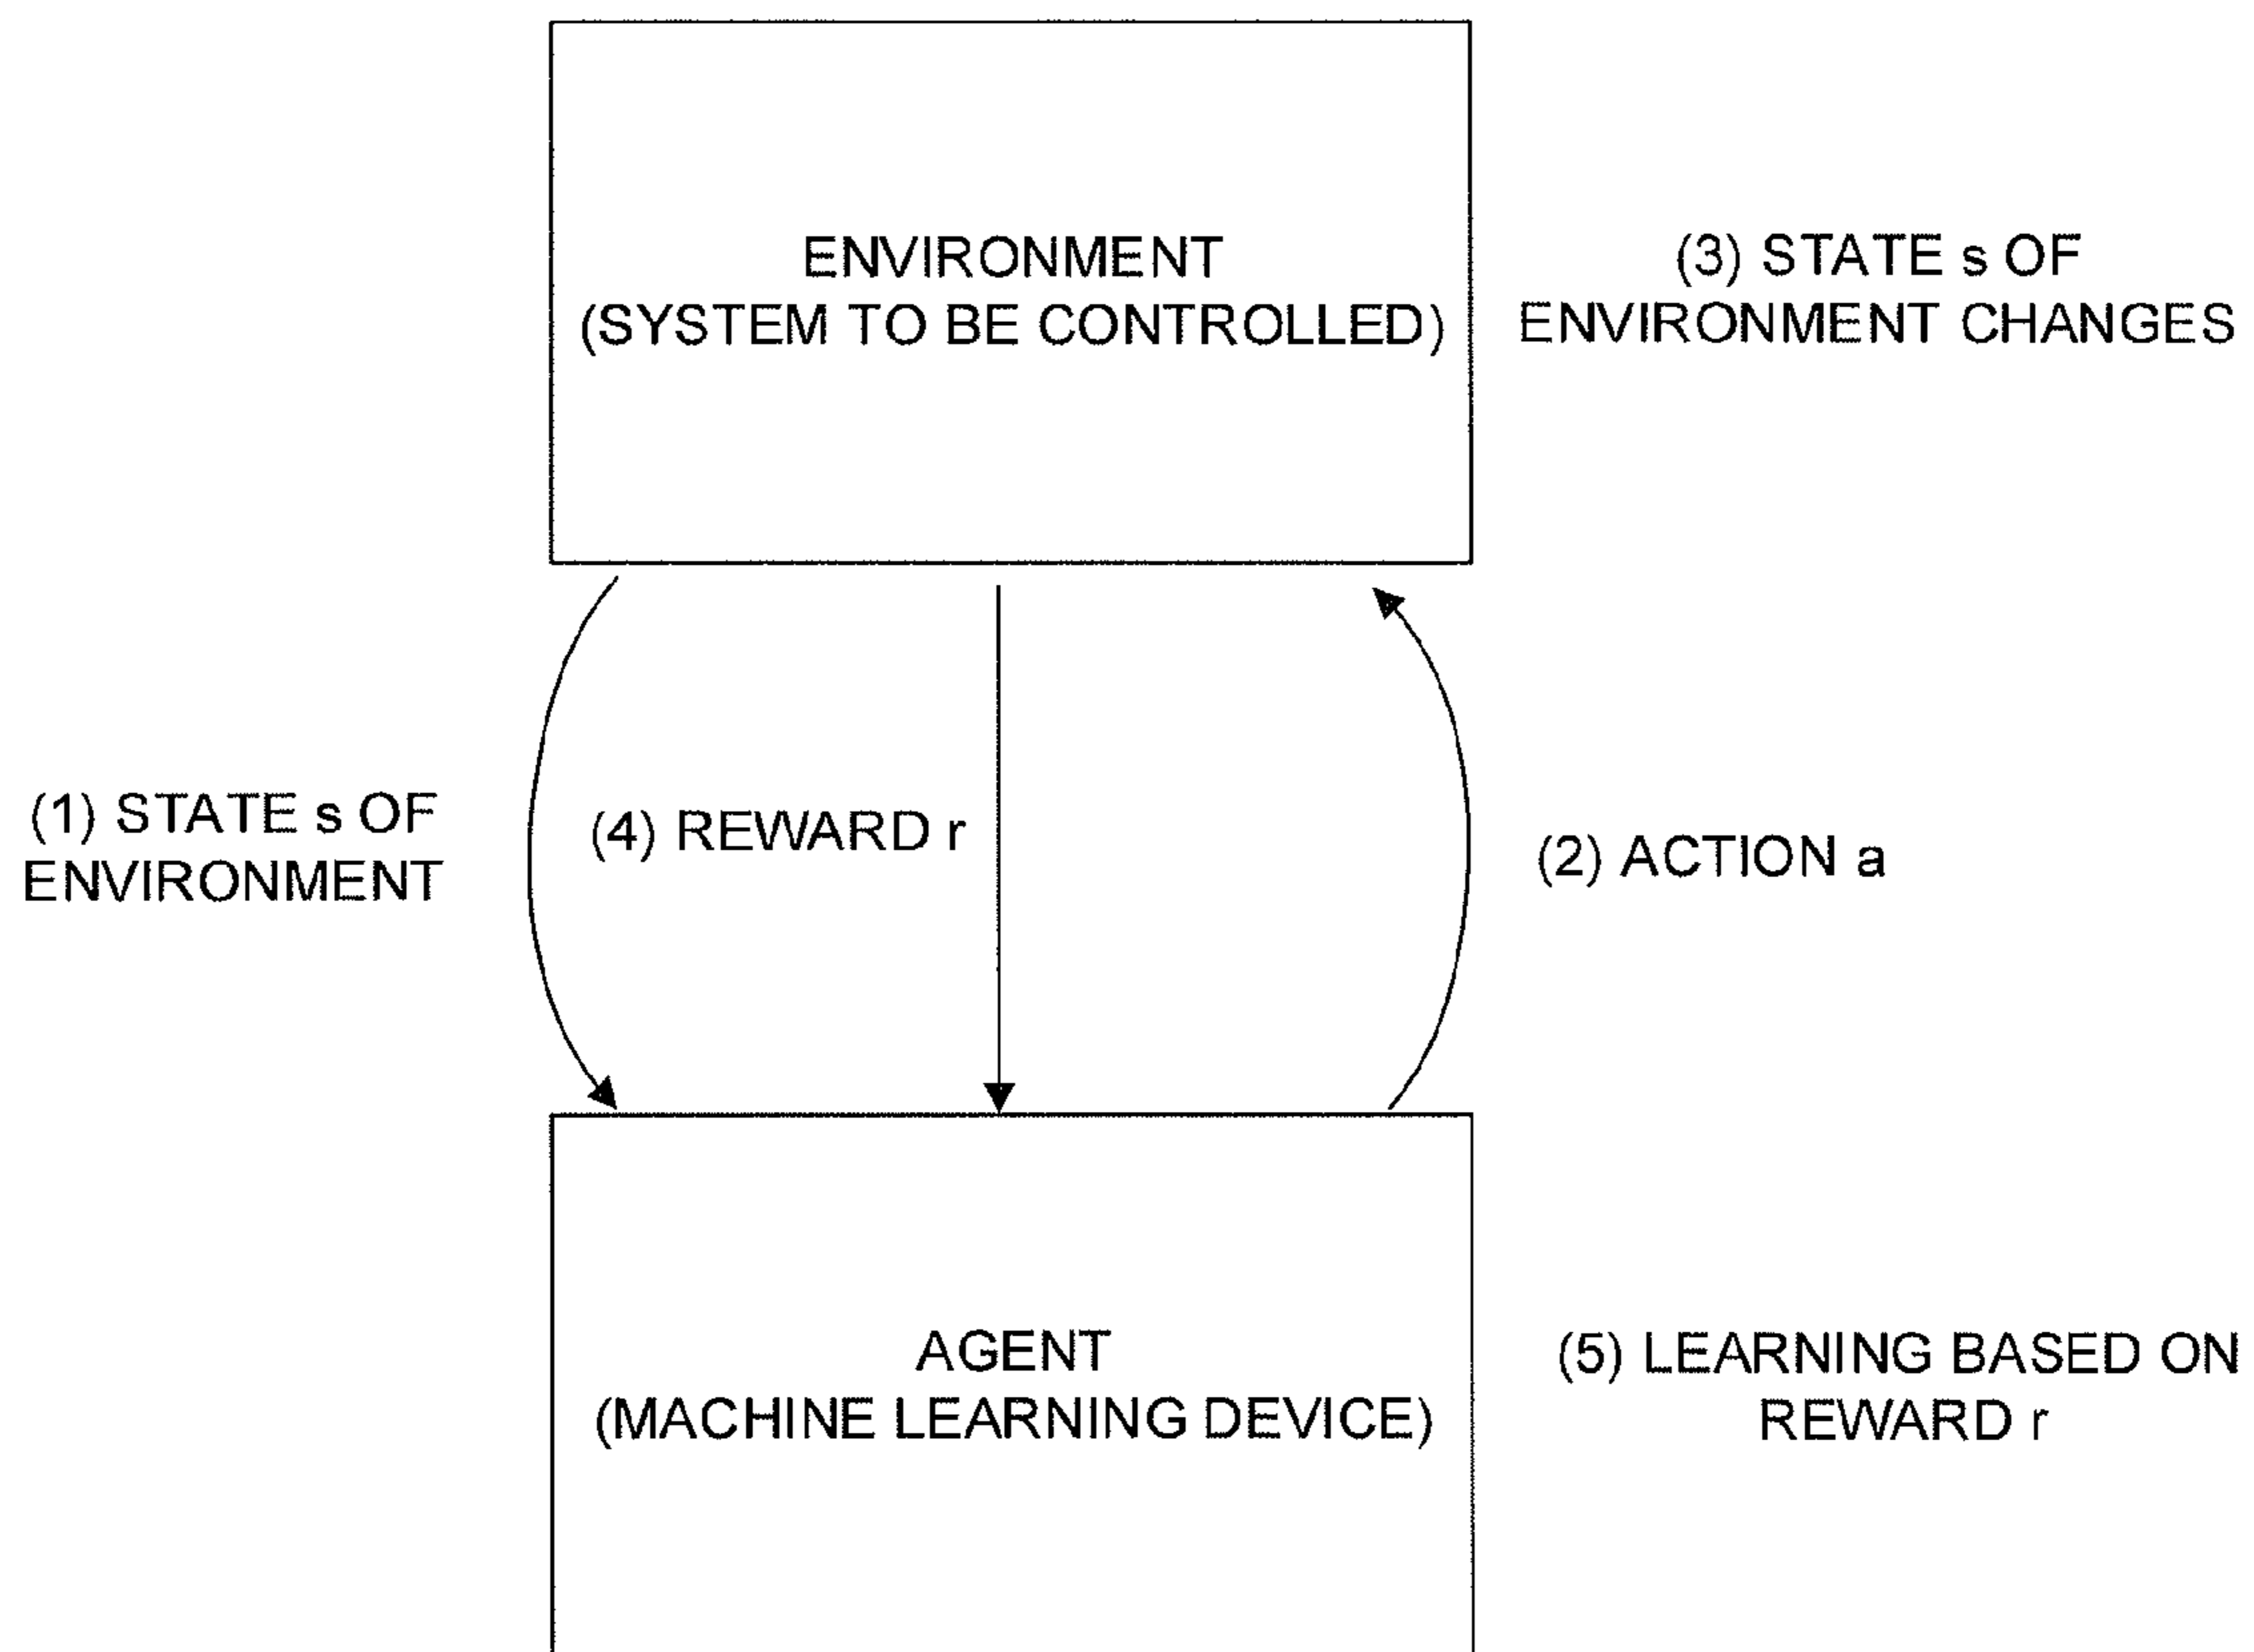 ENVIRONMENT
(SYSTEM TO BE CONTROLLED)
(3) STATE s OF
ENVIRONMENT CHANGES
(1) STATE s OF
ENVIRONMENT
(4) REWARD r
(2) ACTION a
AGENT
(MACHINE LEARNING DEVICE)
(5) LEARNING BASED ON
REWARD r